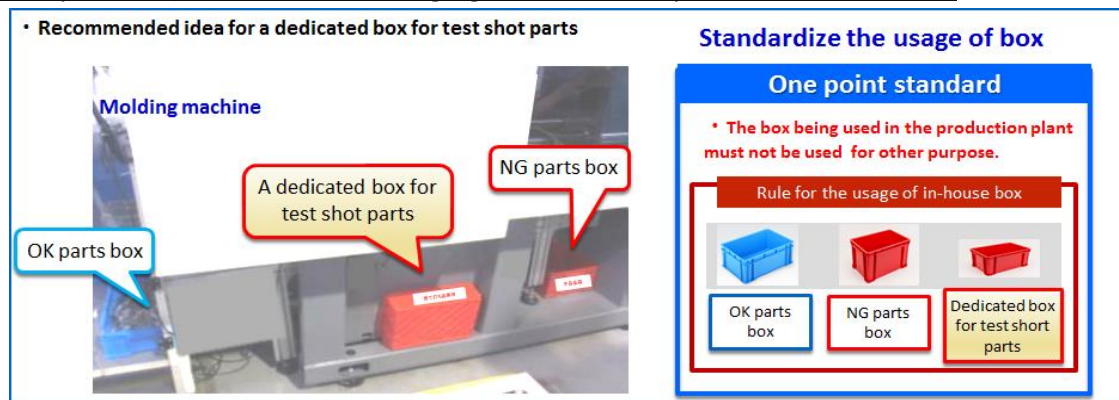 ・Recommended idea for a dedicated box for test shot parts
Molding machine
A dedicated box for
test shot parts
NG parts box
OK parts box
Standardize the usage of box
One point standard
・The box being used in the production plant
must not be used for other purpose.
Rule for the usage of in-house box
OK parts
box
NG parts
box
Dedicated box
for test short
parts